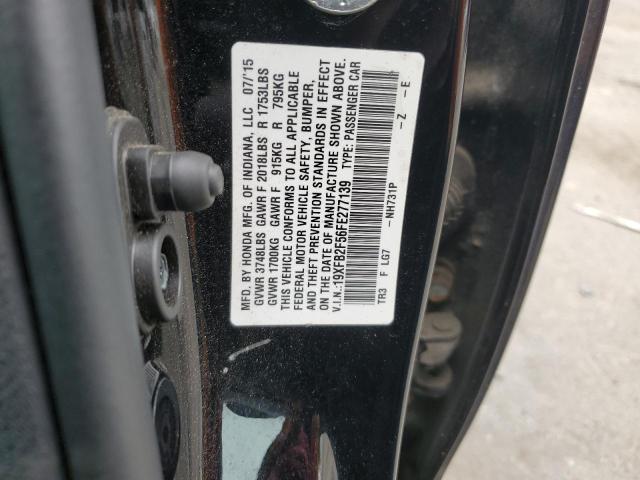 MFD. BY HONDA MFG. OF INDIANA, LLC 07/'15
GVWR 3748LBS GAWR F 2018LBS R 1753LBS
GVWR 1700KG GAWR F 915KG R 795KG
THIS VEHICLE CONFORMS TO ALL APPLICABLE
FEDERAL MOTOR VEHICLE SAFETY, BUMPER,
AND THEFT PREVENTION STANDARDS IN EFFECT
ON THE DATE OF MANUFACTURE SHOWN ABOVE.
V.I.N.:19XFB2F56FE277139 TYPE: PASSENGER CAR
-NH731P -Z -E
TR3 F LG7